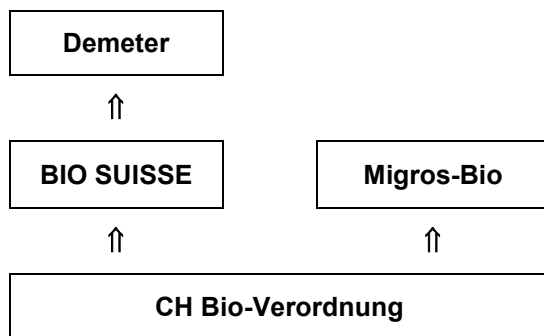 Demeter
⇑
BIO SUISSE Migros-Bio
⇑ ⇑
CH Bio-Verordnung